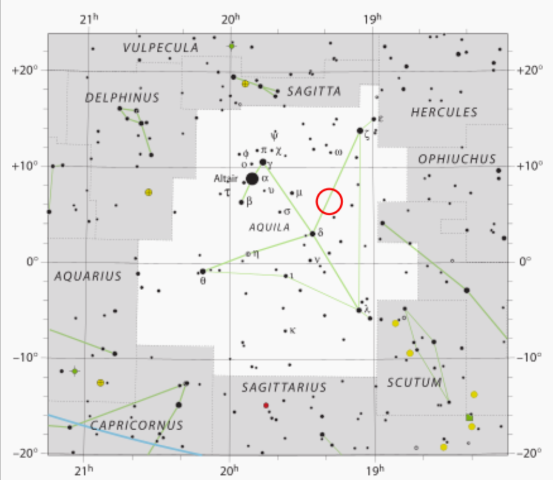 21h 20h 19h
VULPECULA
+20° +20°
SAGITTA
DELPHINUS
HERCULES
ε
ζ
ψ
φ π χ ω
OPHIUCHUS
+10° ο γ +10°
Altair α
τ υ μ
β
σ
AQUILA
δ
η
0° ν 0°
θ ι
AQUARIUS
λ
κ
-10° -10°
SAGITTARIUS SCUTUM
CAPRICORNUS
-20° -20°
21h 20h 19h